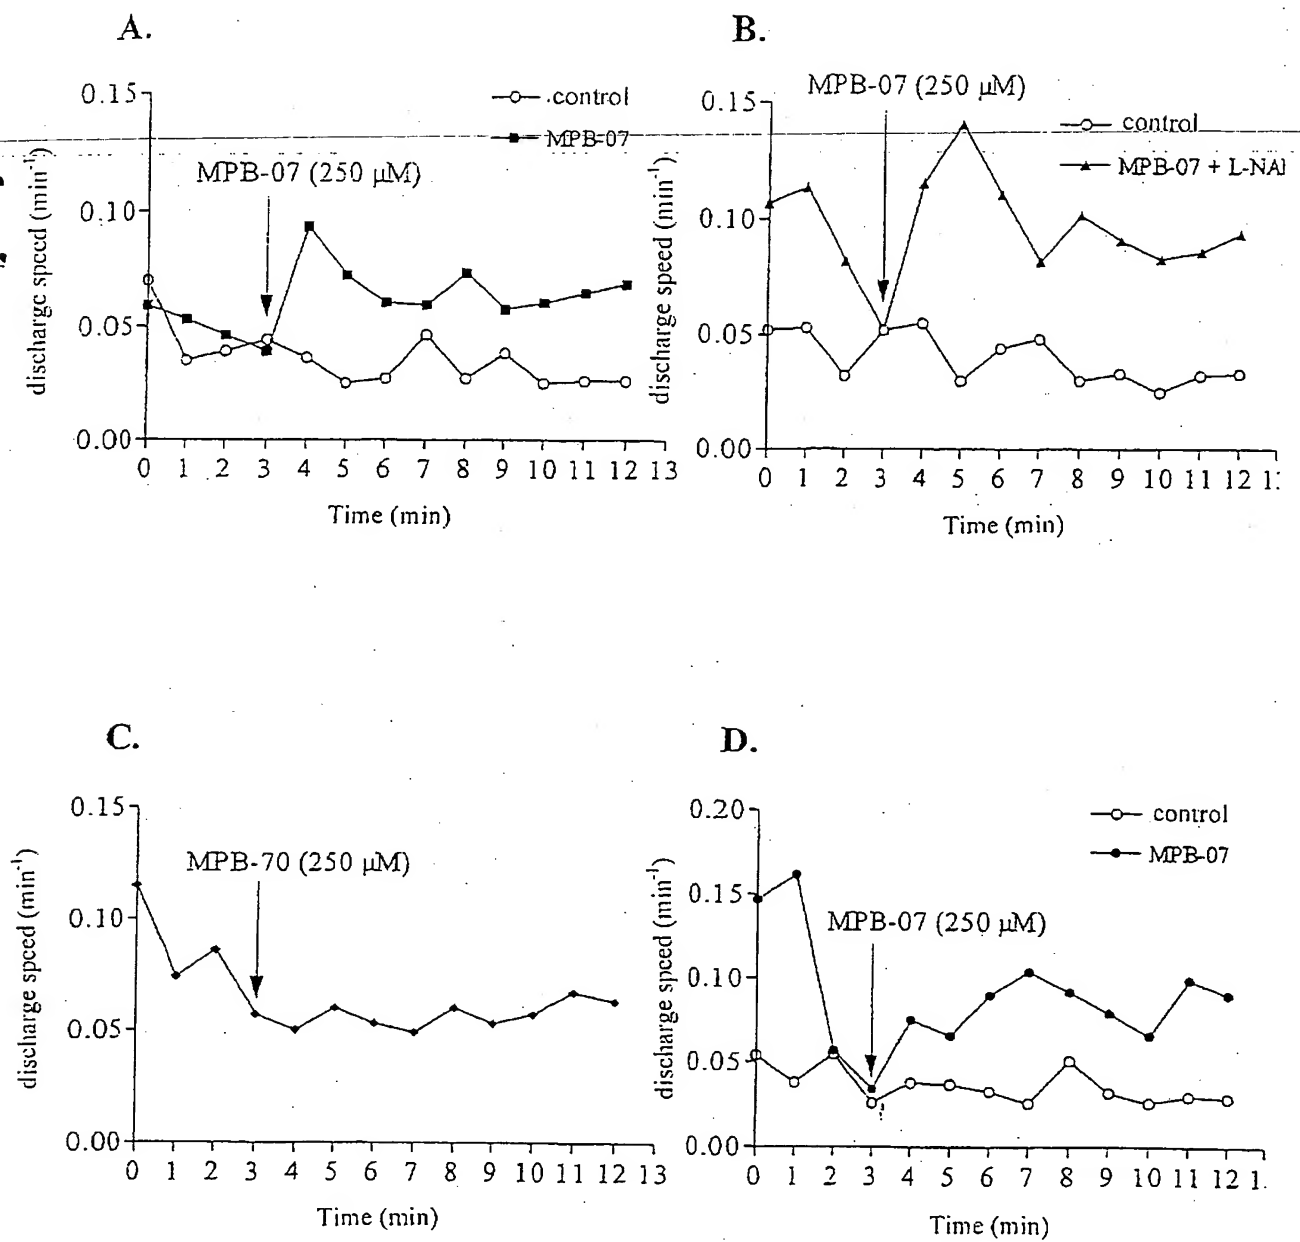 A.
0.15
0.10
0.05
0.00
discharge speed (min⁻¹)
MPB-07 (250 µM)
control
MPB-07
0 1 2 3 4 5 6 7 8 9 10 11 12 13
Time (min)
B.
MPB-07 (250 µM)
0.15
0.10
0.05
0.00
discharge speed (min⁻¹)
control
MPB-07 + L-NA
0 1 2 3 4 5 6 7 8 9 10 11 12 1
Time (min)
C.
0.15
0.10
0.05
0.00
discharge speed (min⁻¹)
MPB-70 (250 µM)
0 1 2 3 4 5 6 7 8 9 10 11 12 13
Time (min)
D.
0.20
0.15
0.10
0.05
0.00
discharge speed (min⁻¹)
control
MPB-07
MPB-07 (250 µM)
0 1 2 3 4 5 6 7 8 9 10 11 12 1
Time (min)